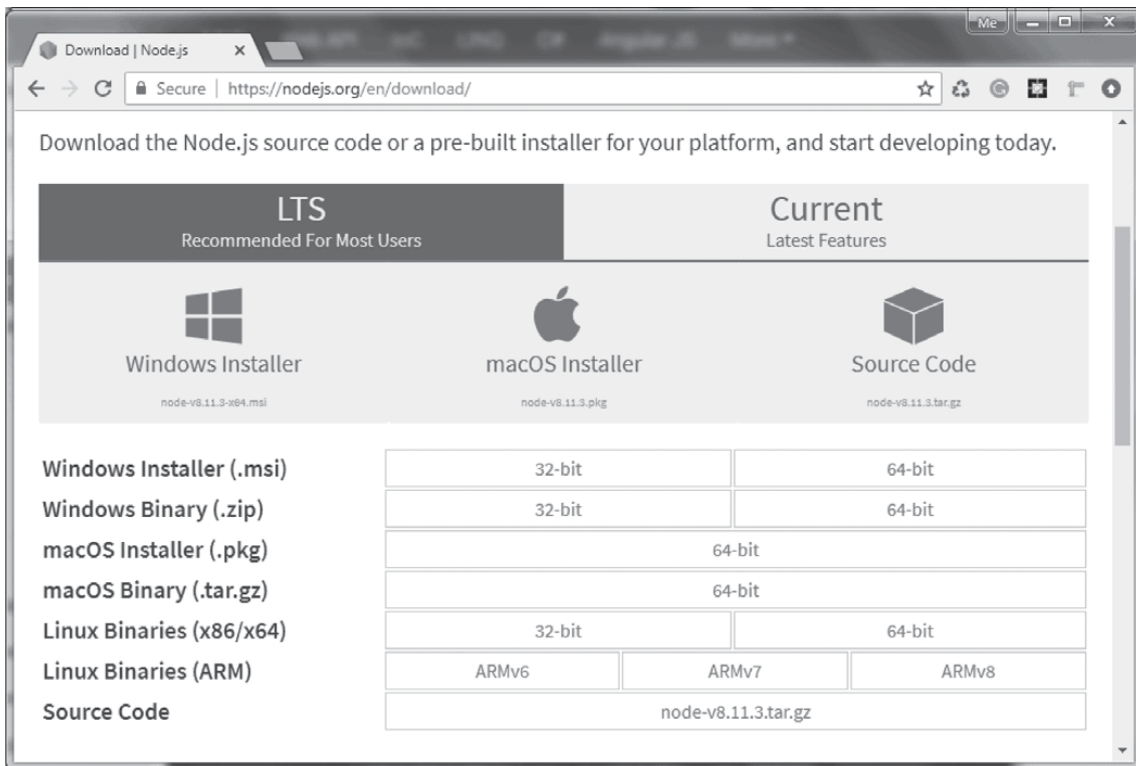 Me
Download | Node.js
Secure | https://nodejs.org/en/download/
Download the Node.js source code or a pre-built installer for your platform, and start developing today.
LTS
Recommended For Most Users
Current
Latest Features
Windows Installer
node-v8.11.3-x64.msi
macOS Installer
node-v8.11.3.pkg
Source Code
node-v8.11.3.tar.gz
Windows Installer (.msi) 32-bit 64-bit
Windows Binary (.zip) 32-bit 64-bit
macOS Installer (.pkg) 64-bit
macOS Binary (.tar.gz) 64-bit
Linux Binaries (x86/x64) 32-bit 64-bit
Linux Binaries (ARM) ARMv6 ARMv7 ARMv8
Source Code node-v8.11.3.tar.gz